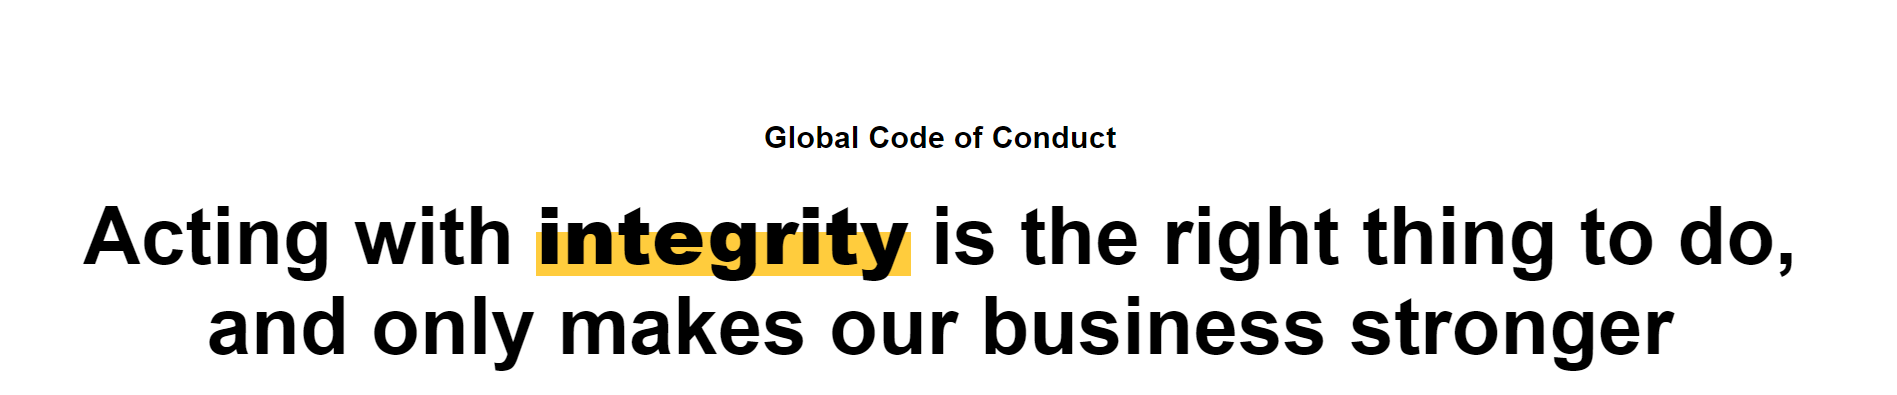 Global Code of Conduct
Acting with integrity is the right thing to do,
and only makes our business stronger